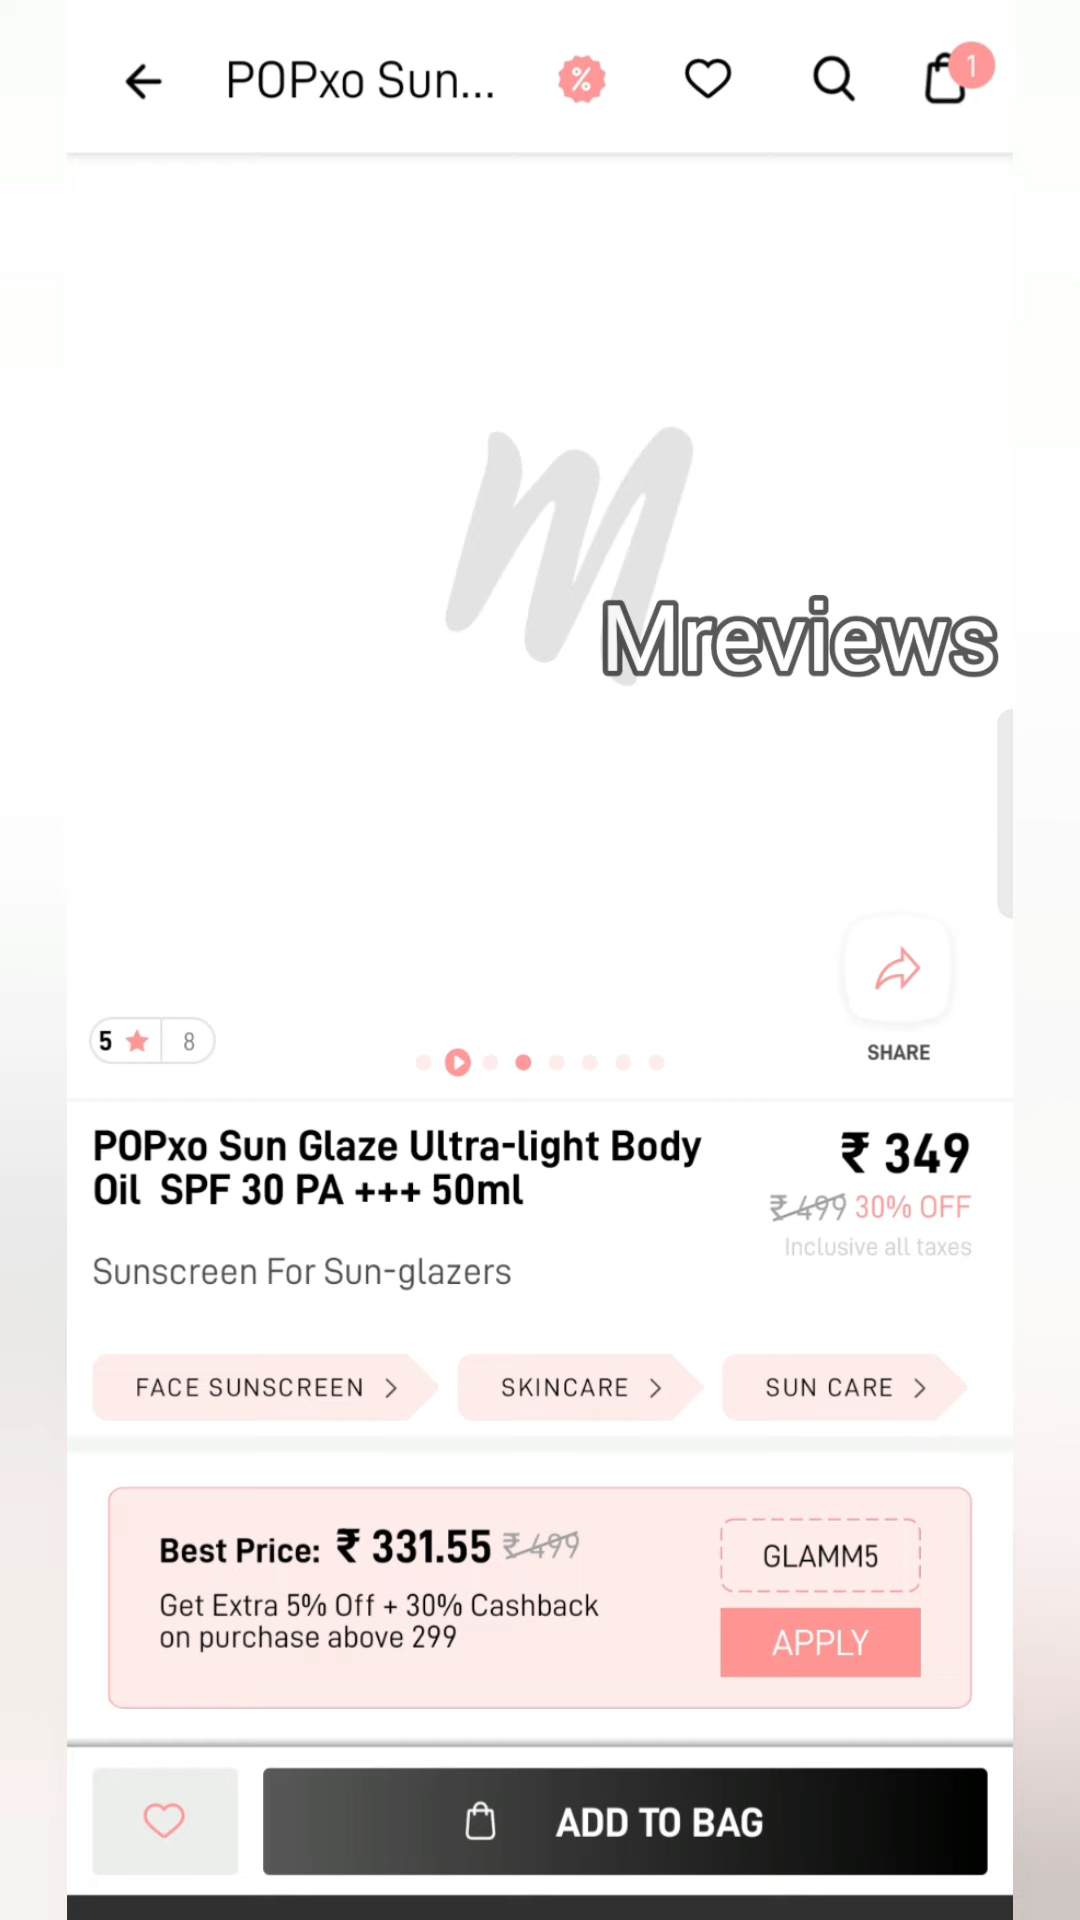 POPxo Sun...
%
1
m
Mreviews
5 ★ 8
SHARE
POPxo Sun Glaze Ultra-light Body
Oil SPF 30 PA +++ 50ml
₹ 349
₹ 499 30% OFF
Inclusive all taxes
Sunscreen For Sun-glazers
FACE SUNSCREEN >
SKINCARE >
SUN CARE >
Best Price: ₹ 331.55 ₹ 499
Get Extra 5% Off + 30% Cashback
on purchase above 299
GLAMM5
APPLY
ADD TO BAG